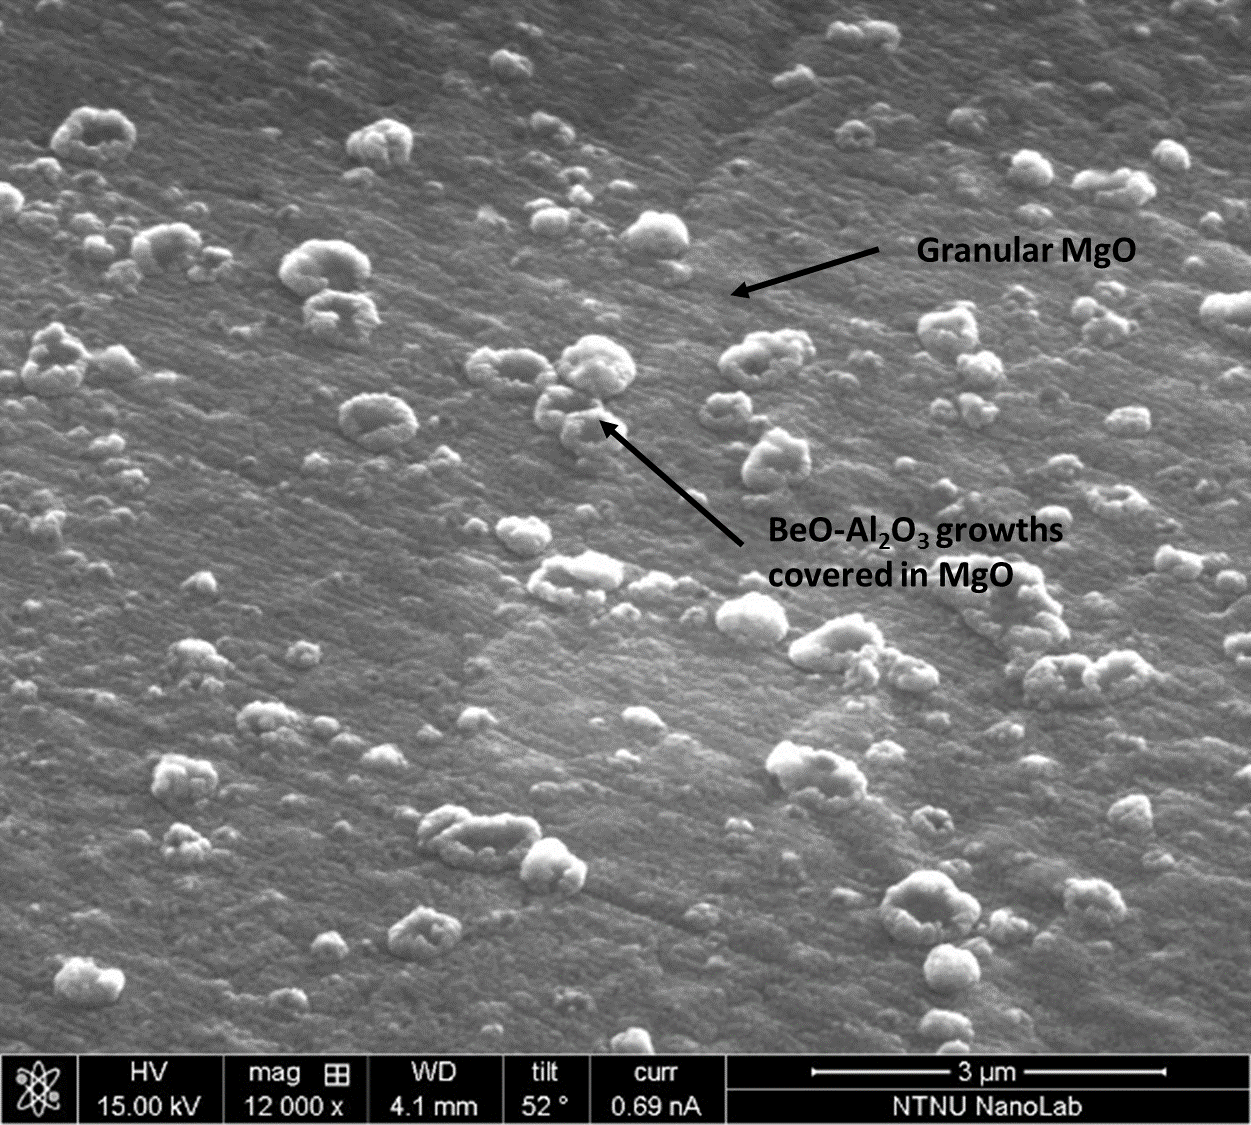 Granular MgO
BeO-Al₂O₃ growths
covered in MgO
HV
15.00 kV
mag
12 000 x
WD
4.1 mm
tilt
52 °
curr
0.69 nA
3 µm
NTNU NanoLab